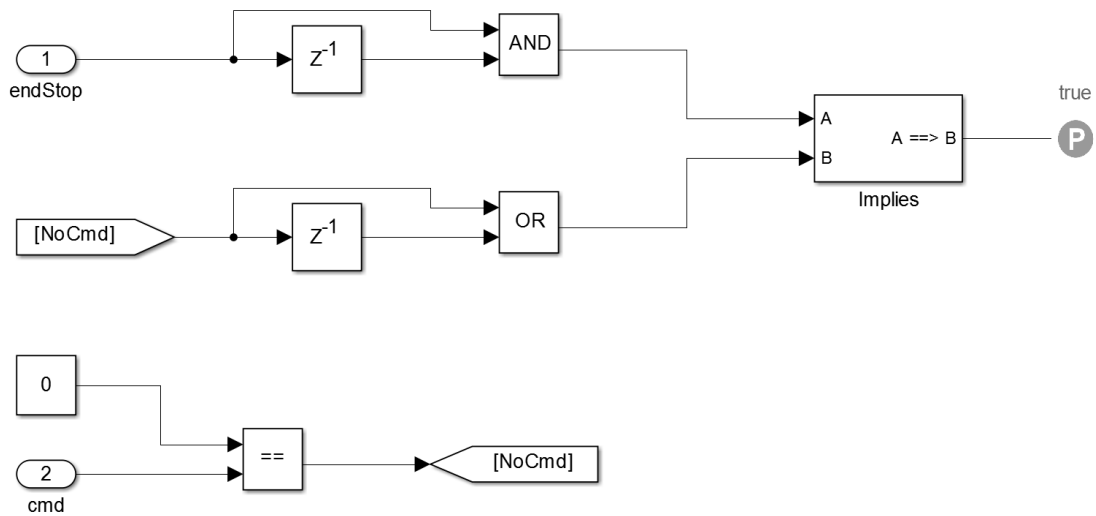 1
endStop
Z-1
AND
true
A
B
A ==> B
P
Implies
[NoCmd]
Z-1
OR
0
==
[NoCmd]
2
cmd